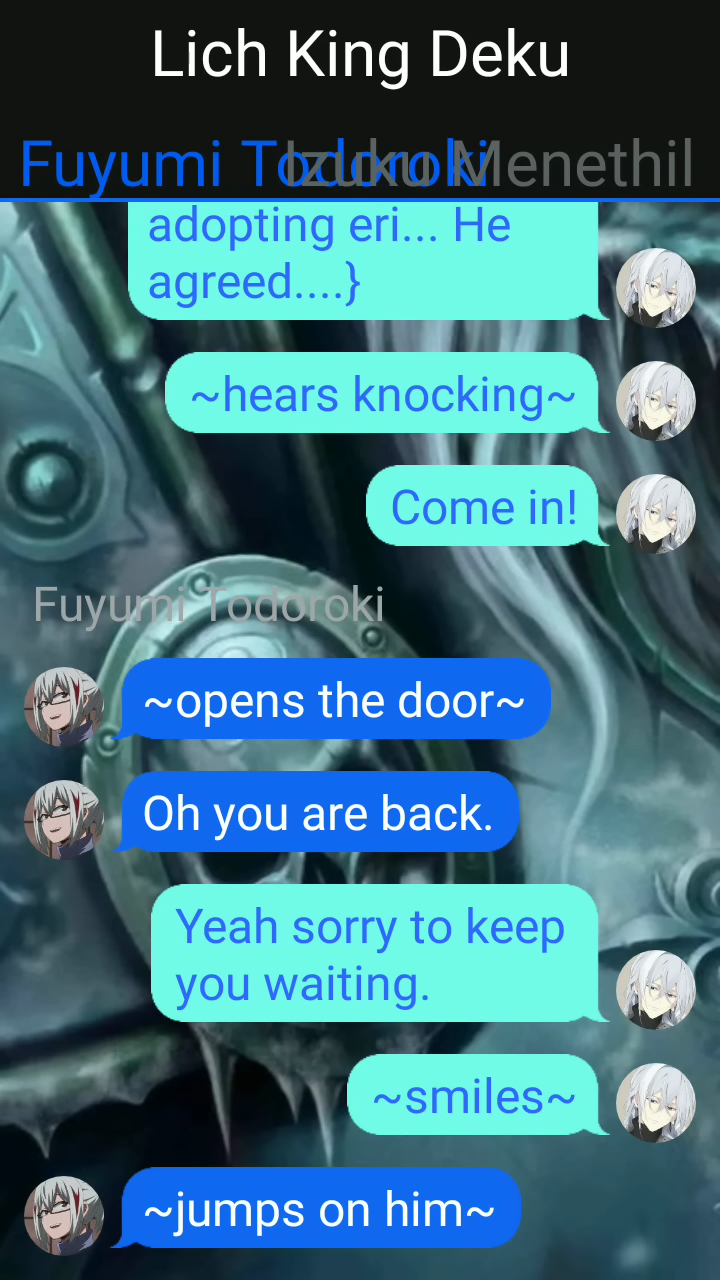 Lich King Deku
Fuyumi Todoroki Izuku Menethil
adopting eri... He
agreed....}
~hears knocking~
Come in!
Fuyumi Todoroki
~opens the door~
Oh you are back.
Yeah sorry to keep
you waiting.
~smiles~
~jumps on him~